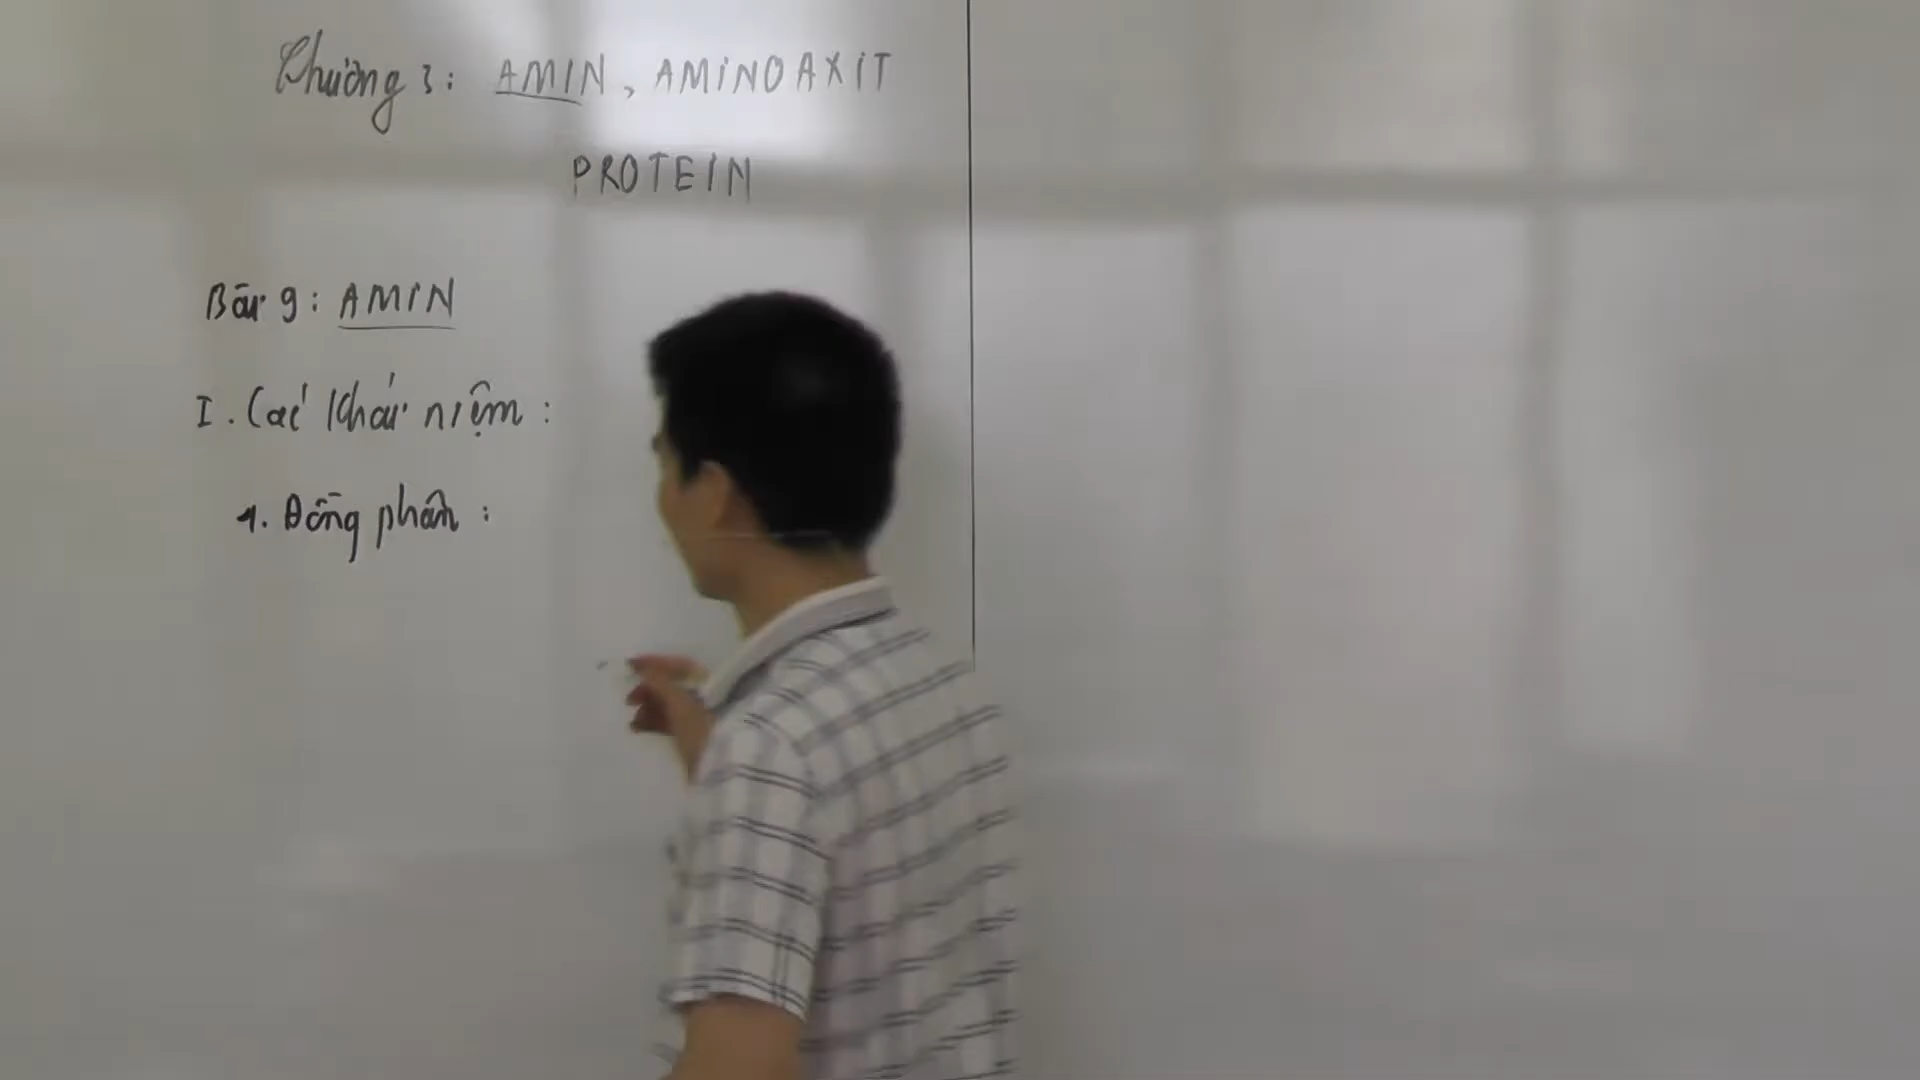 Chương 3: AMIN, AMINOAXIT
PROTEIN
Bài 9: AMIN
I. Các khái niệm:
1. Đồng phân: